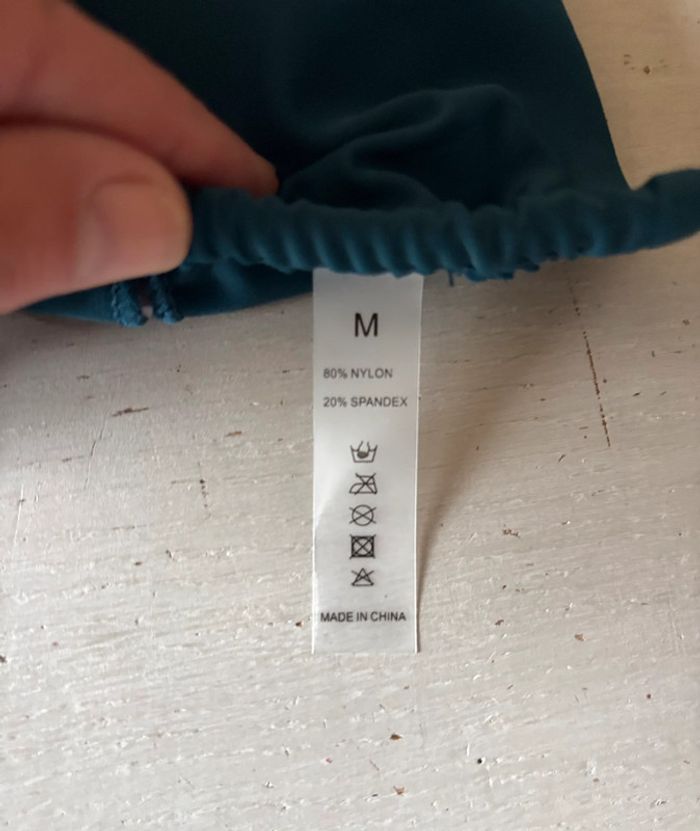 M
80% NYLON
20% SPANDEX
MADE IN CHINA